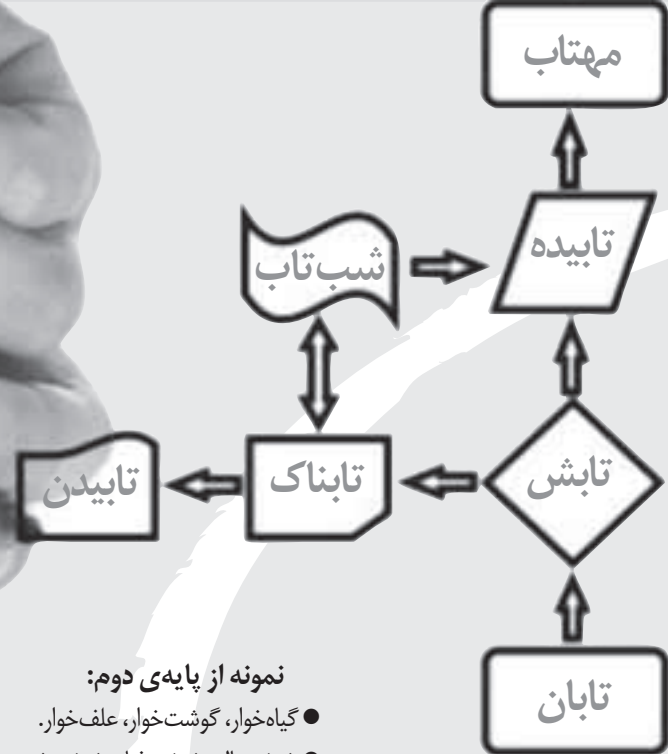 مهتاب
تابیده
شب‌تاب
تابش
تابناک
تابیدن
تابان
نمونه از پایه‌ی دوم:
● گیاه‌خوار، گوشت‌خوار، علف‌خوار.